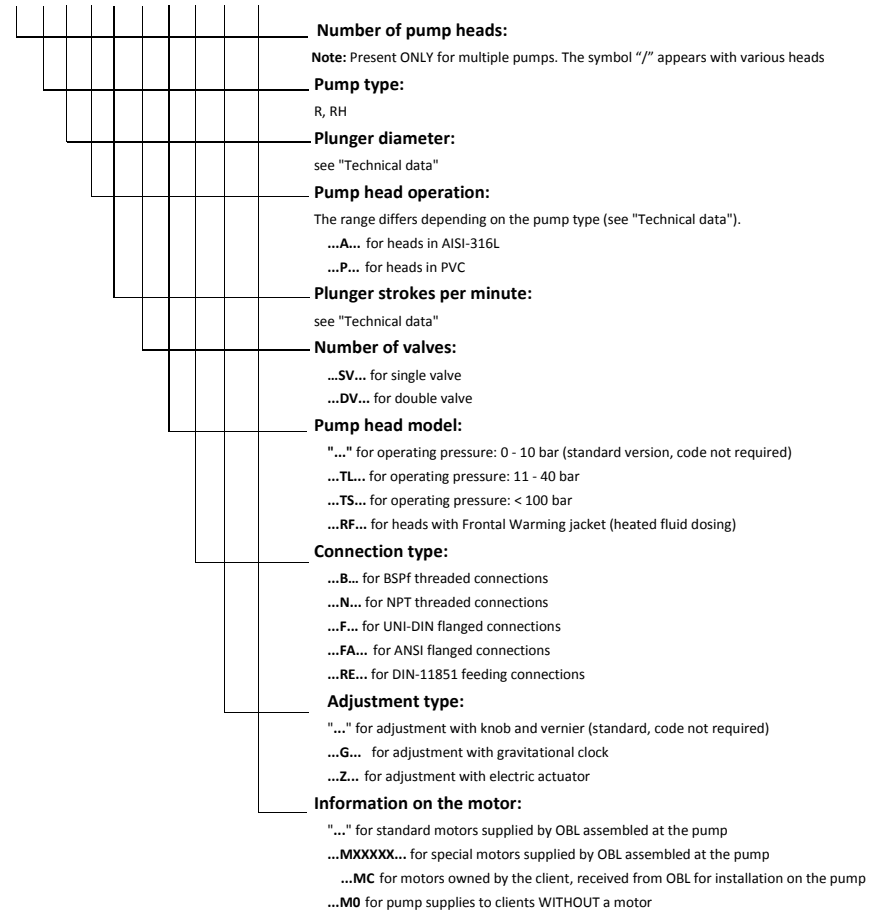 Number of pump heads:
Note: Present ONLY for multiple pumps. The symbol “/” appears with various heads
Pump type:
R, RH
Plunger diameter:
see "Technical data"
Pump head operation:
The range differs depending on the pump type (see "Technical data").
...A... for heads in AISI-316L
...P... for heads in PVC
Plunger strokes per minute:
see "Technical data"
Number of valves:
...SV... for single valve
...DV... for double valve
Pump head model:
"..." for operating pressure: 0 - 10 bar (standard version, code not required)
...TL... for operating pressure: 11 - 40 bar
...TS... for operating pressure: < 100 bar
...RF... for heads with Frontal Warming jacket (heated fluid dosing)
Connection type:
...B... for BSPf threaded connections
...N... for NPT threaded connections
...F... for UNI-DIN flanged connections
...FA... for ANSI flanged connections
...RE... for DIN-11851 feeding connections
Adjustment type:
"..." for adjustment with knob and vernier (standard, code not required)
...G... for adjustment with gravitational clock
...Z... for adjustment with electric actuator
Information on the motor:
"..." for standard motors supplied by OBL assembled at the pump
...MXXXXX... for special motors supplied by OBL assembled at the pump
...MC for motors owned by the client, received from OBL for installation on the pump
...M0 for pump supplies to clients WITHOUT a motor